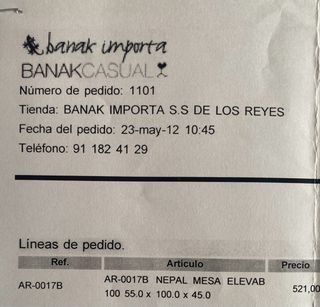 banak importa
BANAKCASUAL
Número de pedido: 1101
Tienda: BANAK IMPORTA S.S DE LOS REYES
Fecha del pedido: 23-may-12 10:45
Teléfono: 91 182 41 29
Líneas de pedido.
Ref. Artículo Precio
AR-0017B AR-0017B NEPAL MESA ELEVAB 521,00
100 55.0 x 100.0 x 45.0